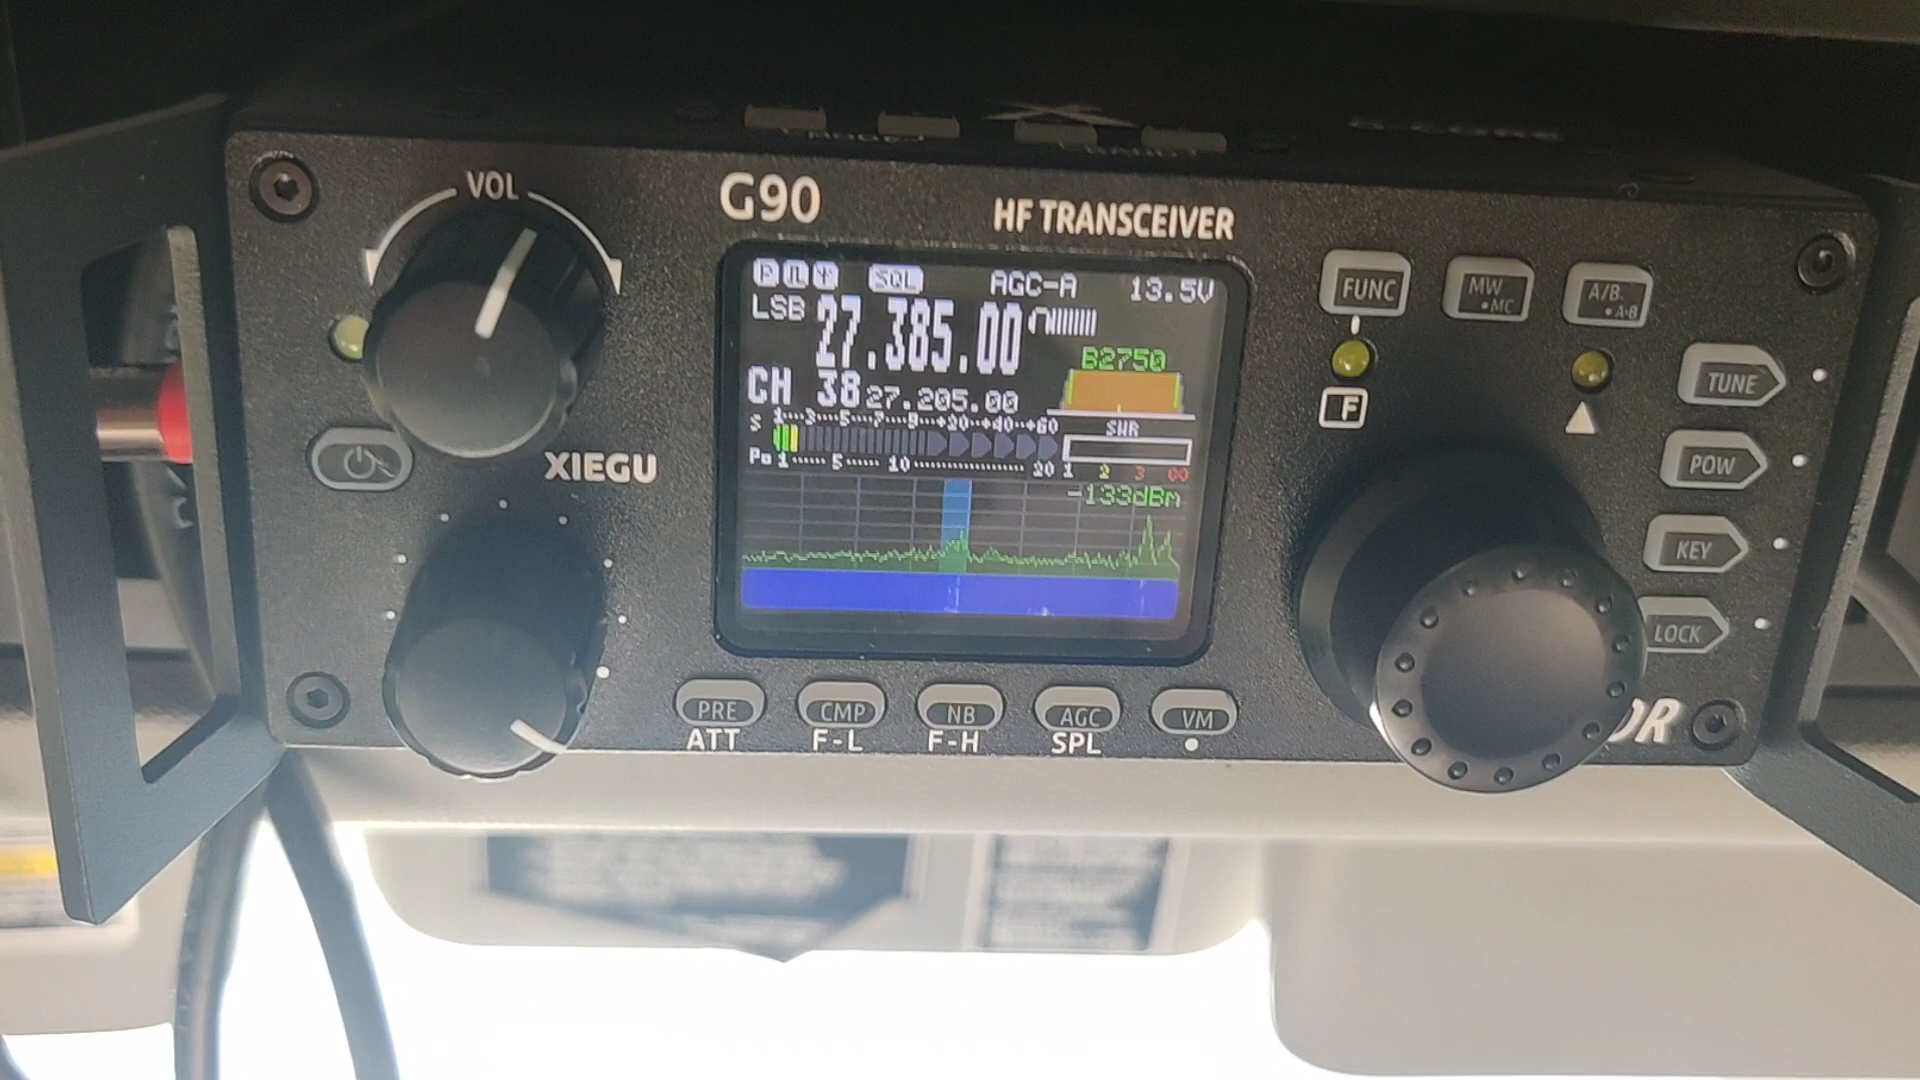 VOL
G90
HF TRANSCEIVER
P
SQL AGC-A 13.5V
LSB 27.385.00
B2750
CH 38 27.205.00
S 1 3 5 7 9 +20 +40 +60
SWR
Po 1 5 10 20 1 2 3 ∞
-133dBm
XIEGU
FUNC
MW
•MC
A/B
•A=B
F
TUNE
POW
KEY
LOCK
PRE CMP NB AGC VM
ATT F-L F-H SPL